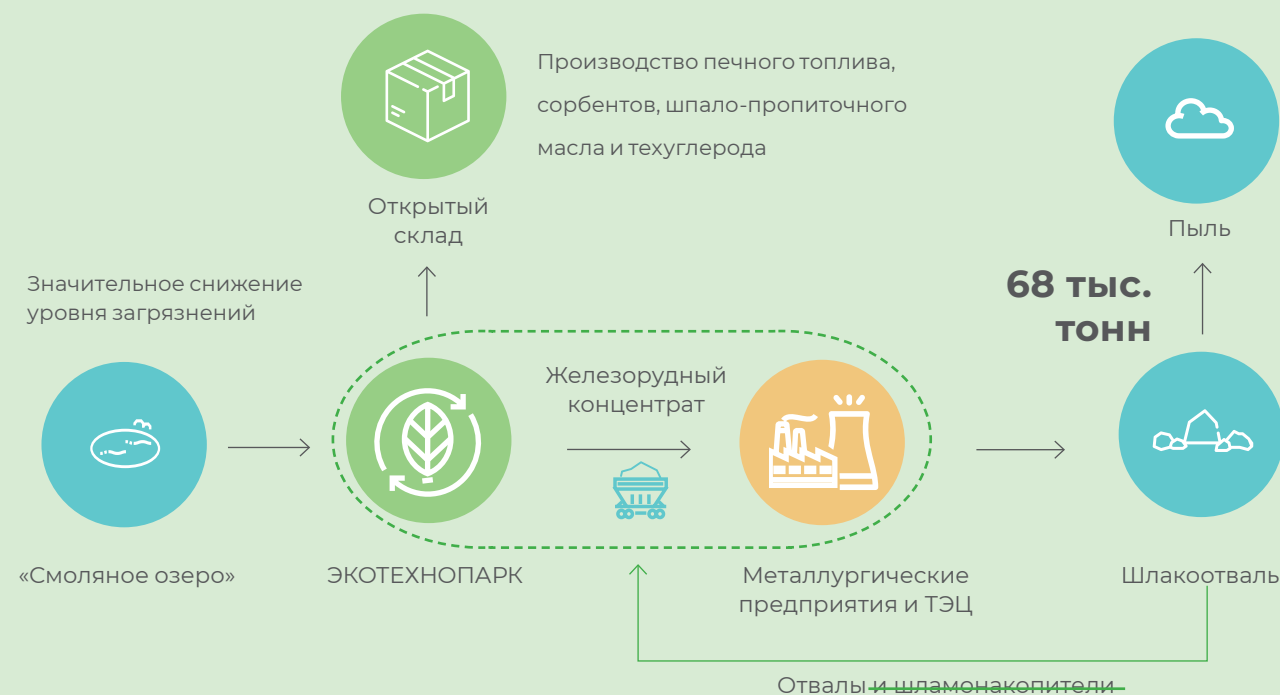 Производство печного топлива,
сорбентов, шпало-пропиточного
масла и техуглерода
Открытый
склад
Пыль
Значительное снижение
уровня загрязнений
68 тыс.
тонн
Железорудный
концентрат
«Смоляное озеро»
ЭКОТЕХНОПАРК
Металлургические
предприятия и ТЭЦ
Шлакоотвалы
Отвалы и шламонакопители